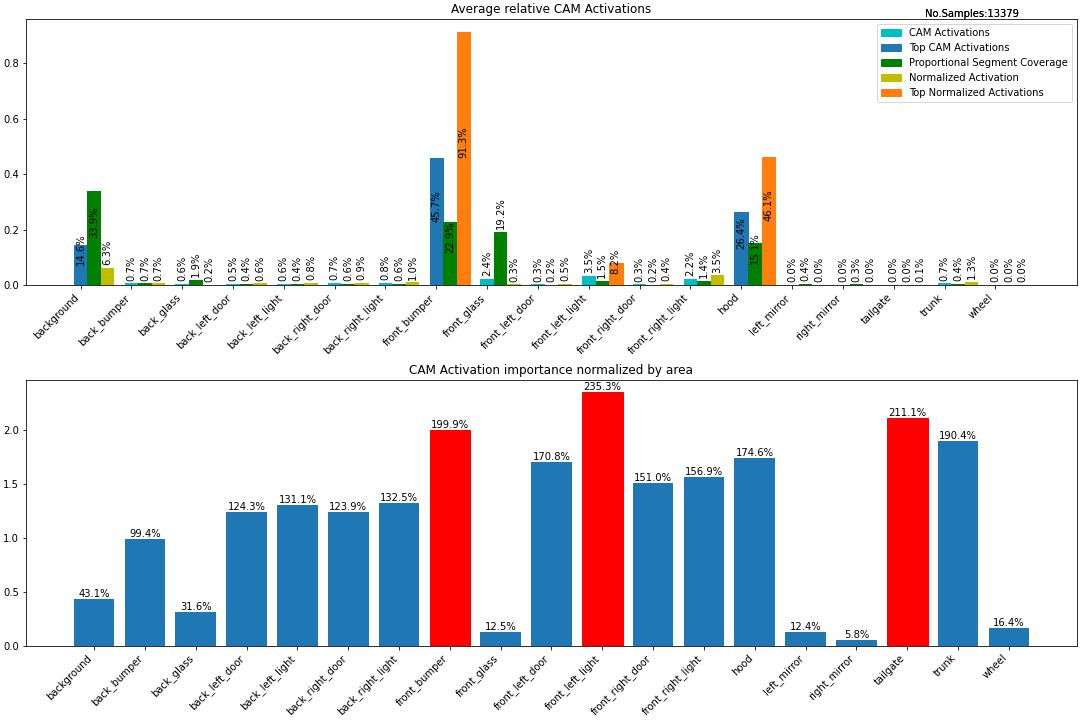 Average relative CAM Activations
No.Samples:13379
CAM Activations
Top CAM Activations
Proportional Segment Coverage
Normalized Activation
Top Normalized Activations
0.8
0.6
0.4
0.2
0.0
14.6% 33.9% 6.3% 0.7% 0.7% 0.7% 0.6% 1.9% 0.2% 0.5% 0.4% 0.6% 0.6% 0.4% 0.8% 0.7% 0.6% 0.9% 0.8% 0.6% 1.0% 45.7% 22.9% 91.3% 2.4% 19.2% 0.3% 0.3% 0.2% 0.5% 3.5% 1.5% 8.2% 0.3% 0.2% 0.4% 2.2% 1.4% 3.5% 26.4% 15.1% 46.1% 0.0% 0.4% 0.0% 0.0% 0.3% 0.0% 0.0% 0.0% 0.1% 0.7% 0.4% 1.3% 0.0% 0.0% 0.0%
background back_bumper back_glass back_left_door back_left_light back_right_door back_right_light front_bumper front_glass front_left_door front_left_light front_right_door front_right_light hood left_mirror right_mirror tailgate trunk wheel
CAM Activation importance normalized by area
2.0
1.5
1.0
0.5
0.0
43.1% 99.4% 31.6% 124.3% 131.1% 123.9% 132.5% 199.9% 12.5% 170.8% 235.3% 151.0% 156.9% 174.6% 12.4% 5.8% 211.1% 190.4% 16.4%
background back_bumper back_glass back_left_door back_left_light back_right_door back_right_light front_bumper front_glass front_left_door front_left_light front_right_door front_right_light hood left_mirror right_mirror tailgate trunk wheel